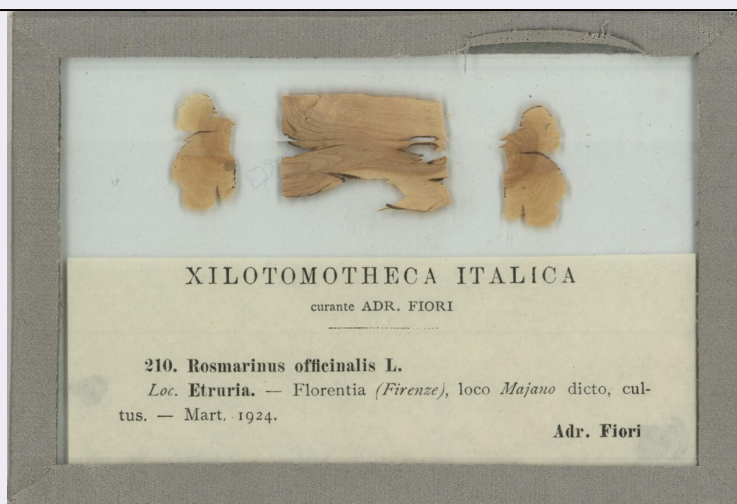 XILOTOMOTHECA ITALICA
curante ADR. FIORI
210. Rosmarinus officinalis L.
Loc. Etruria. — Florentia (Firenze), loco Majano dicto, cul-
tus. — Mart. 1924.
Adr. Fiori